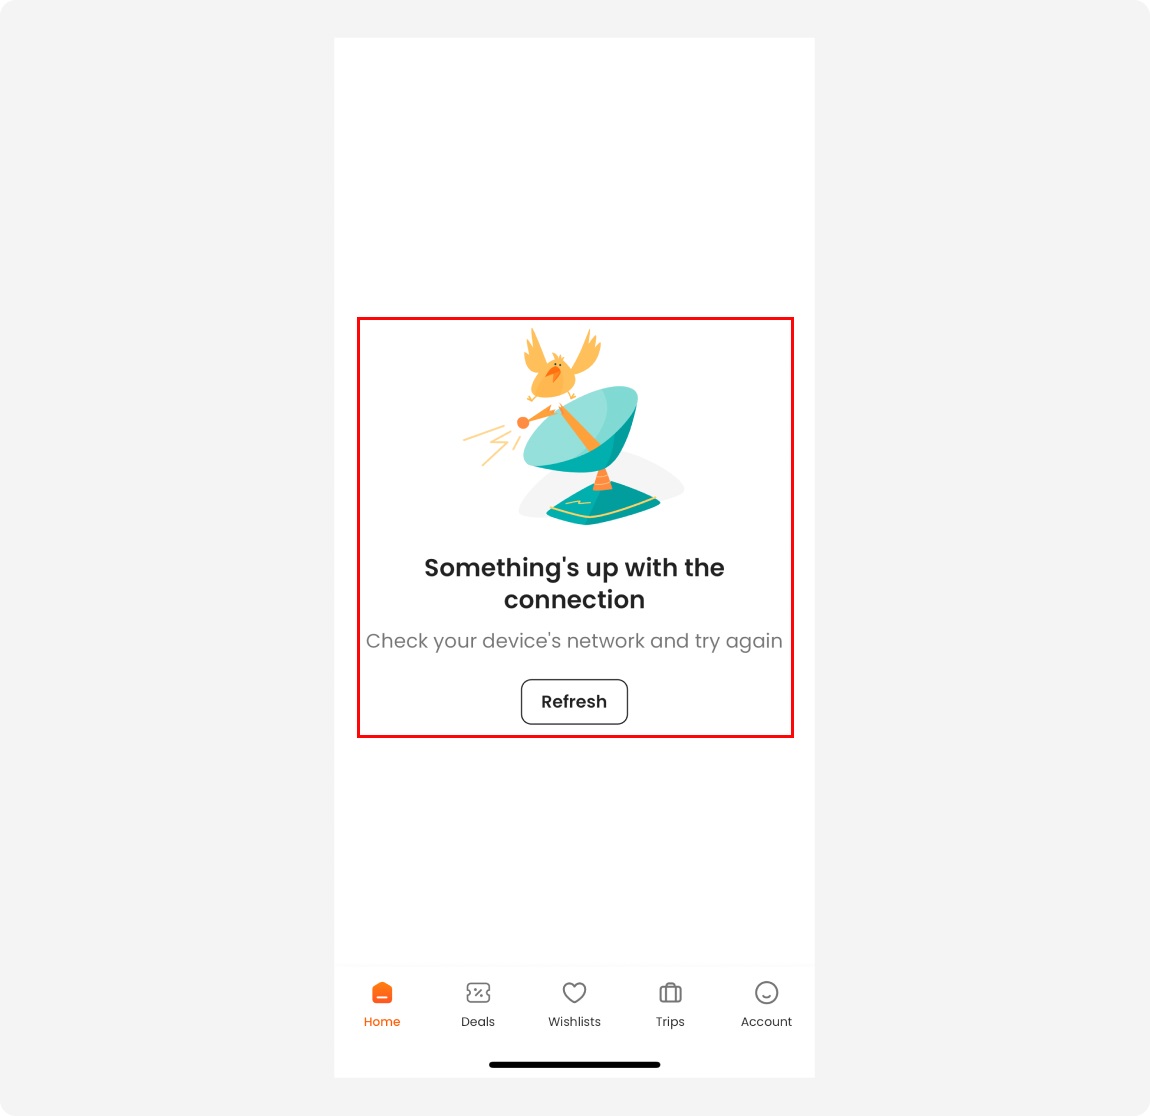 Something's up with the
connection
Check your device's network and try again
Refresh
Home
Deals
Wishlists
Trips
Account